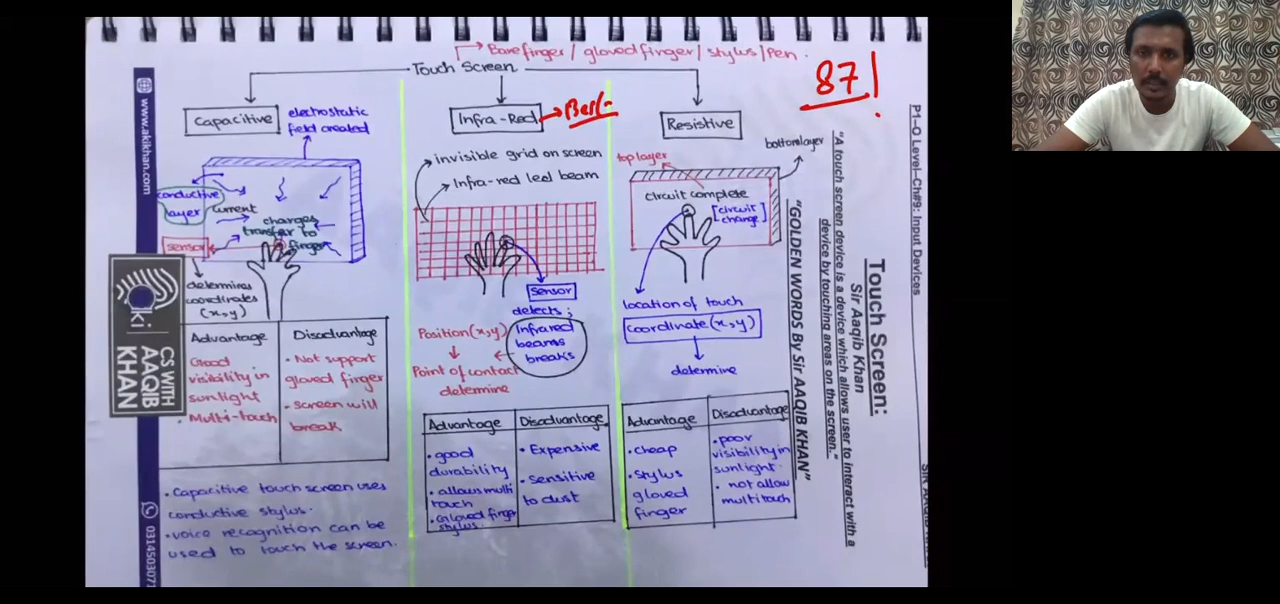 Bare finger / gloved finger / stylus / Pen.
Touch Screen
87!
Capacitive
electrostatic
field created
conductive
layer
current
charges
transfer to
finger
sensor
determines
coordinates
(x,y)
Advantage
Good
visibility in
sunlight
• Multi-touch
Disadvantage
• Not support
gloved finger
• screen will
break
• Capacitive touch screen uses
conductive stylus.
• voice recognition can be
used to touch the screen.
Infra-Red
invisible grid on screen
Infra-red led beam
sensor
detects;
Infrared
beams
breaks
Position(x,y)
Point of contact
determine
Advantage
• good
durability
• allows multi
touch
• Gloved finger
stylus.
Disadvantage
• Expensive
• Sensitive
to dust
Resistive
top layer
bottom layer
circuit complete
[circuit
change]
location of touch
coordinate(x,y)
determine
Advantage
• cheap
• stylus
gloved
finger
Disadvantage
• poor
visibility in
sunlight.
• not allow
multitouch
P1-O Level-Ch#9: Input Devices
Touch Screen:
Sir Aaqib Khan
"A touch screen device is a device which allows user to interact with a
device by touching areas on the screen."
"GOLDEN WORDS BY Sir AAQIB KHAN"
www.akikhan.com
aki
CS WITH
AAQIB
KHAN
031450307